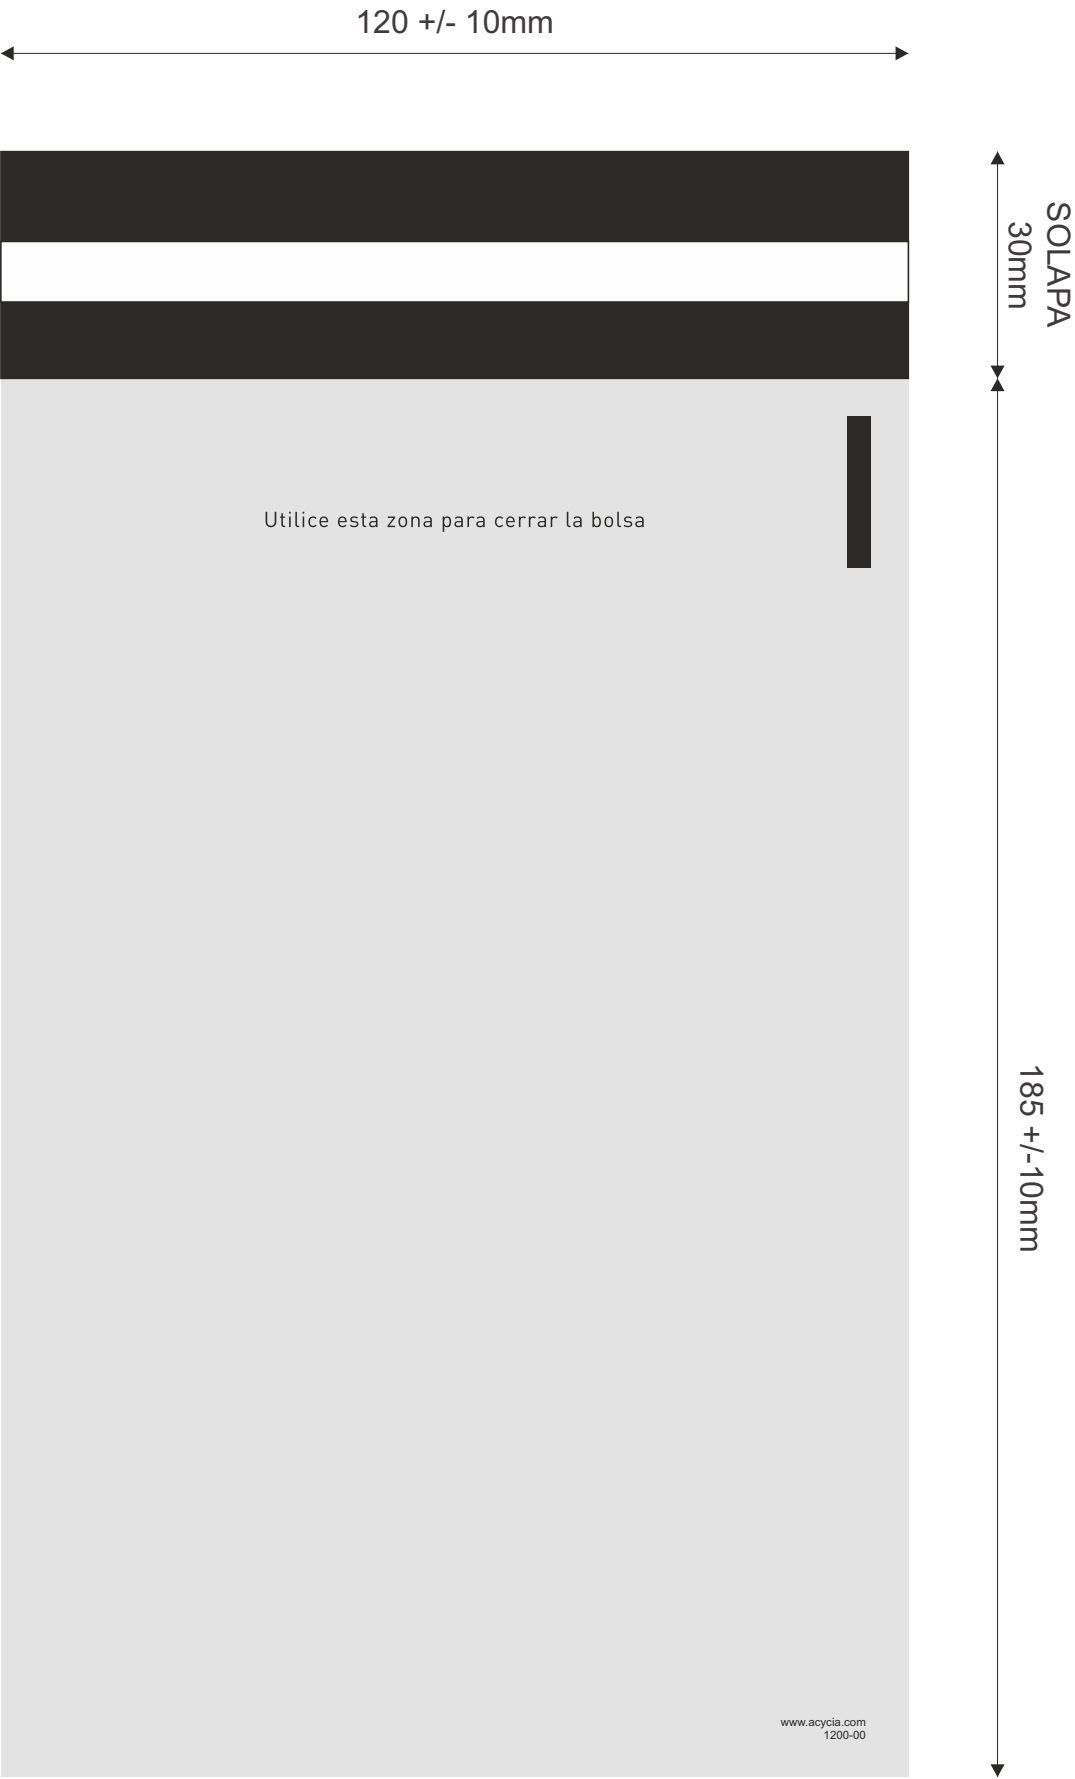 120 +/- 10mm
SOLAPA
30mm
Utilice esta zona para cerrar la bolsa
185 +/-10mm
www.acycia.com
1200-00